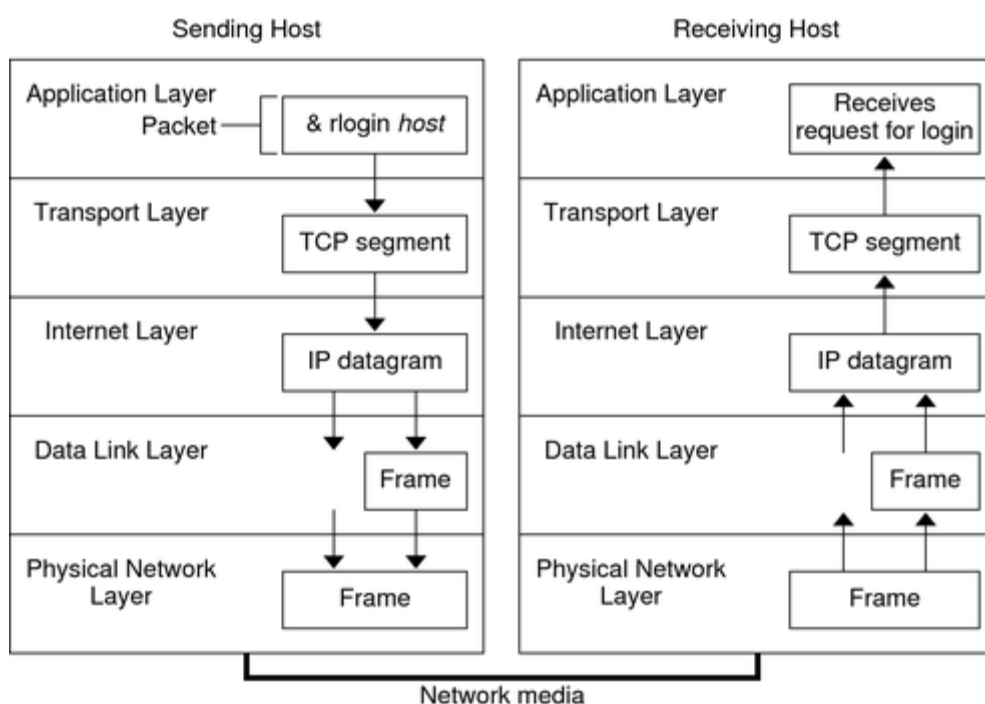 Sending Host
Application Layer
Packet
& rlogin host
Transport Layer
TCP segment
Internet Layer
IP datagram
Data Link Layer
Frame
Physical Network
Layer
Frame
Receiving Host
Application Layer
Receives
request for login
Transport Layer
TCP segment
Internet Layer
IP datagram
Data Link Layer
Frame
Physical Network
Layer
Frame
Network media